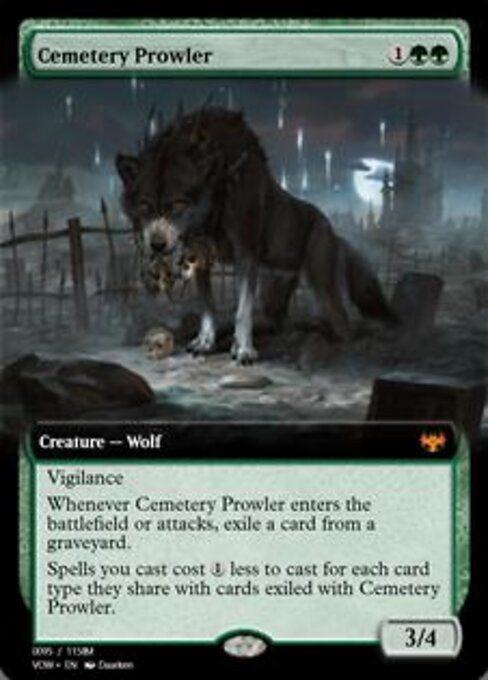 Cemetery Prowler 1
Creature — Wolf
Vigilance
Whenever Cemetery Prowler enters the
battlefield or attacks, exile a card from a
graveyard.
Spells you cast cost 1 less to cast for each card
type they share with cards exiled with Cemetery
Prowler.
3/4
VOW • EN Daarken